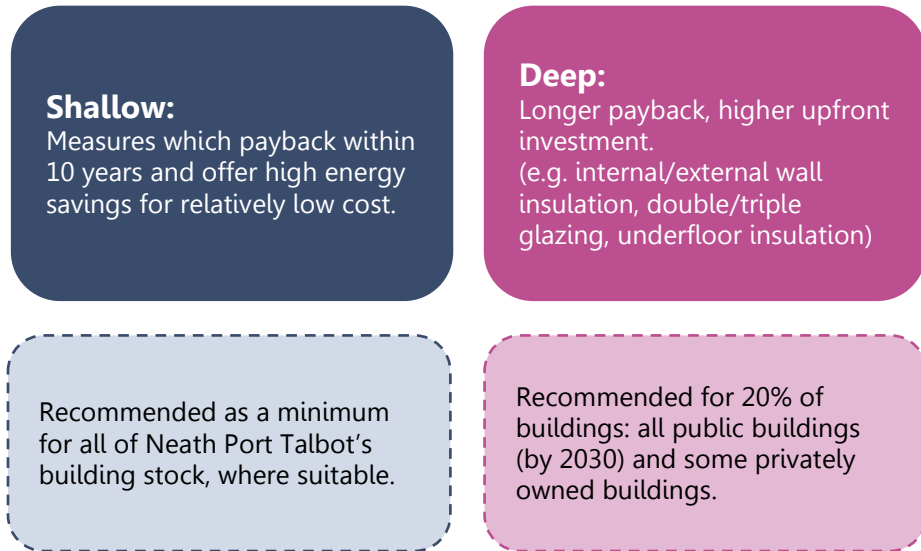 Shallow:
Measures which payback within
10 years and offer high energy
savings for relatively low cost.
Deep:
Longer payback, higher upfront
investment.
(e.g. internal/external wall
insulation, double/triple
glazing, underfloor insulation)
Recommended as a minimum
for all of Neath Port Talbot’s
building stock, where suitable.
Recommended for 20% of
buildings: all public buildings
(by 2030) and some privately
owned buildings.